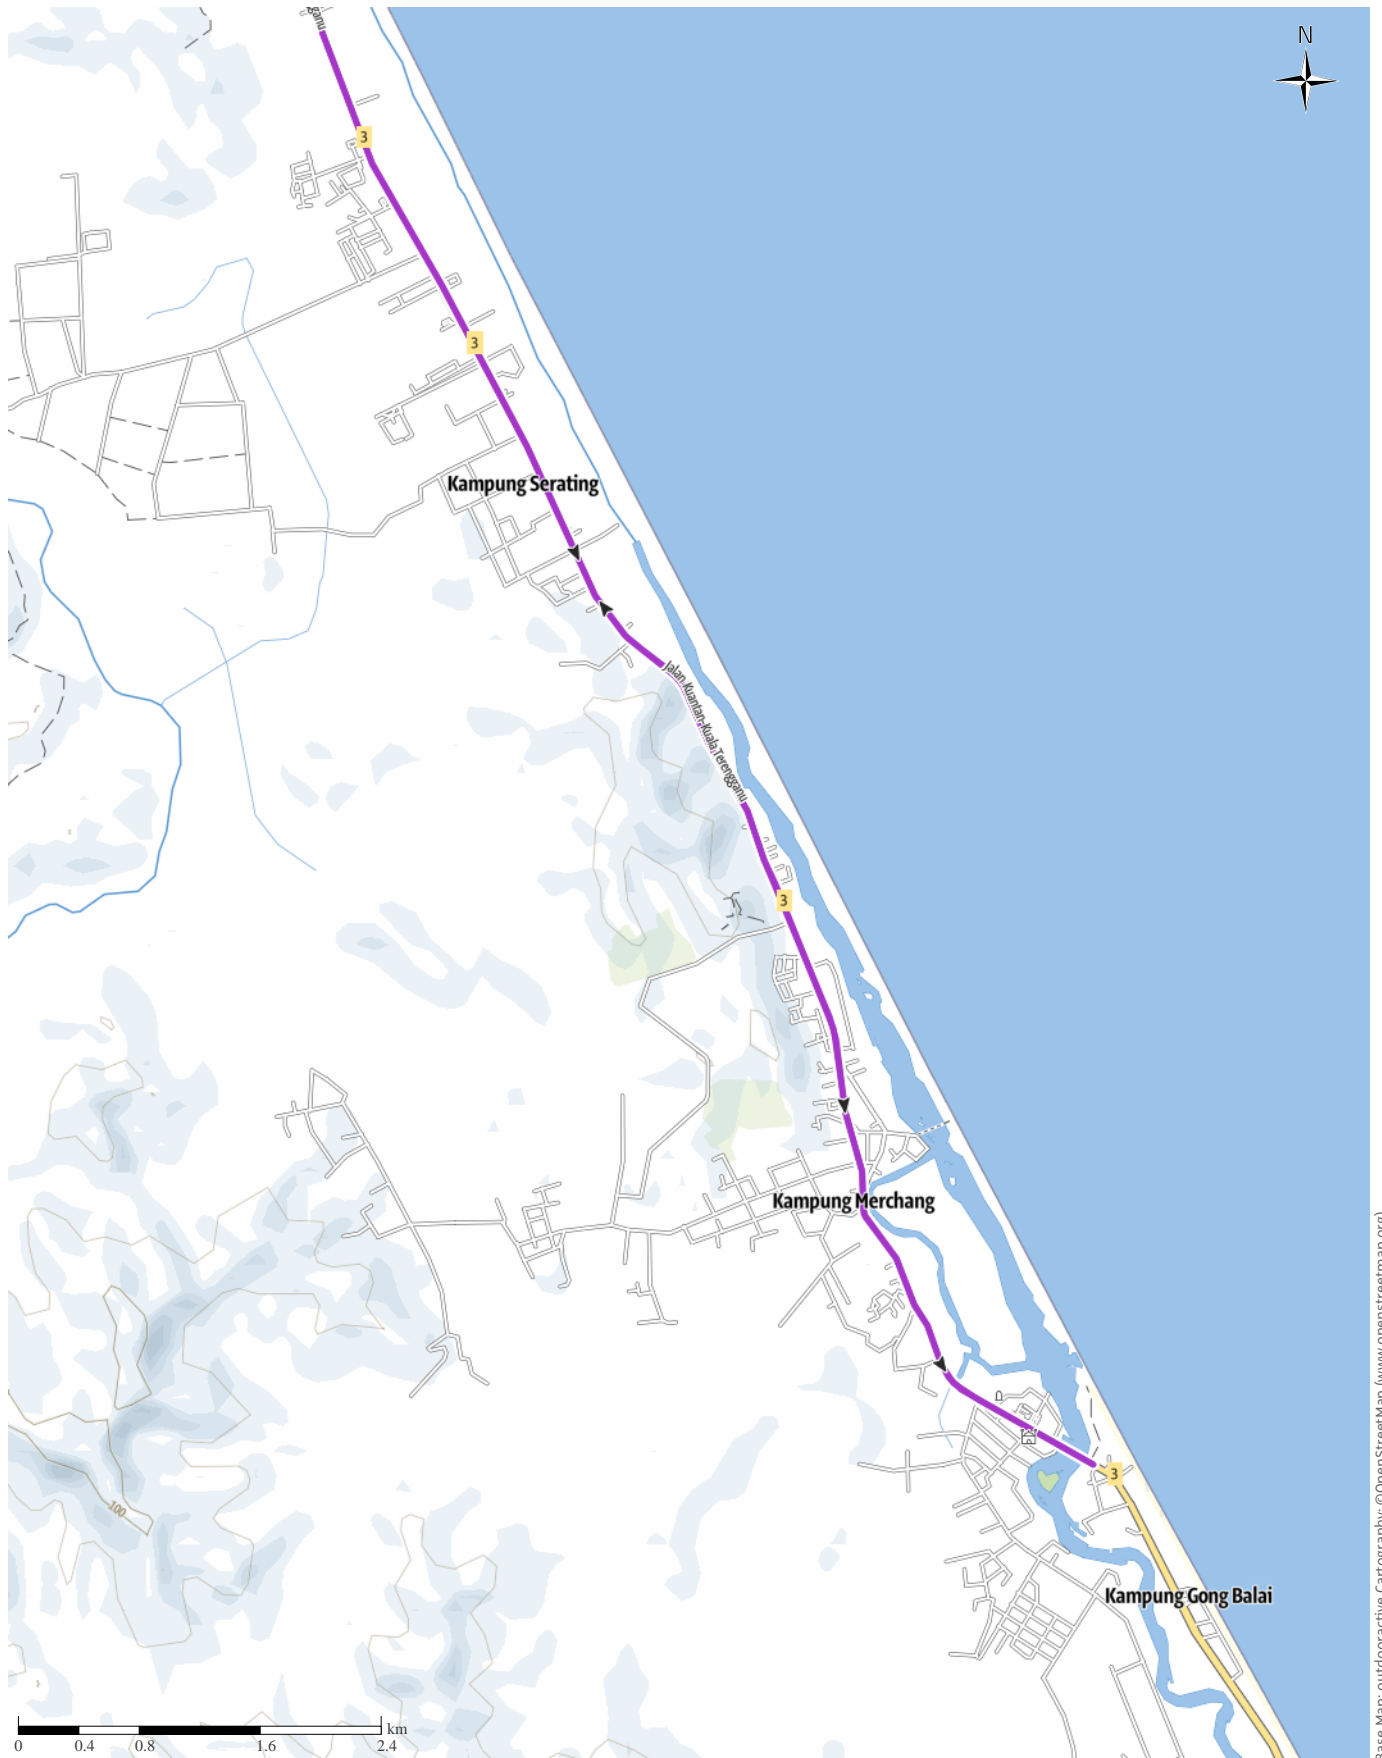 ganu
N
3
3
Kampung Serating
Jalan Kuantan-Kuala Terengganu
3
Kampung Merchang
3
100
Kampung Gong Balai
km
0 0.4 0.8 1.6 2.4
Base Map: outdooractive Cartography; ©OpenStreetMap (www.openstreetmap.org)